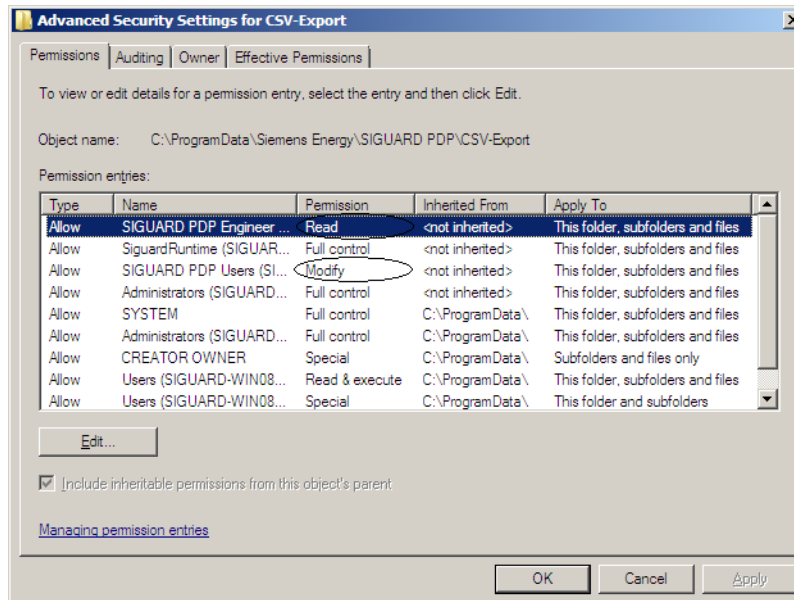 Advanced Security Settings for CSV-Export
Permissions Auditing Owner Effective Permissions
To view or edit details for a permission entry, select the entry and then click Edit.
Object name: C:\ProgramData\Siemens Energy\SIGUARD PDP\CSV-Export
Permission entries:
Type Name Permission Inherited From Apply To
Allow SIGUARD PDP Engineer ... Read <not inherited> This folder, subfolders and files
Allow SiguardRuntime (SIGUAR... Full control <not inherited> This folder, subfolders and files
Allow SIGUARD PDP Users (SI... Modify <not inherited> This folder, subfolders and files
Allow Administrators (SIGUARD... Full control <not inherited> This folder, subfolders and files
Allow SYSTEM Full control C:\ProgramData\ This folder, subfolders and files
Allow Administrators (SIGUARD... Full control C:\ProgramData\ This folder, subfolders and files
Allow CREATOR OWNER Special C:\ProgramData\ Subfolders and files only
Allow Users (SIGUARD-WIN08... Read & execute C:\ProgramData\ This folder, subfolders and files
Allow Users (SIGUARD-WIN08... Special C:\ProgramData\ This folder and subfolders
Edit...
Include inheritable permissions from this object's parent
Managing permission entries
OK Cancel Apply